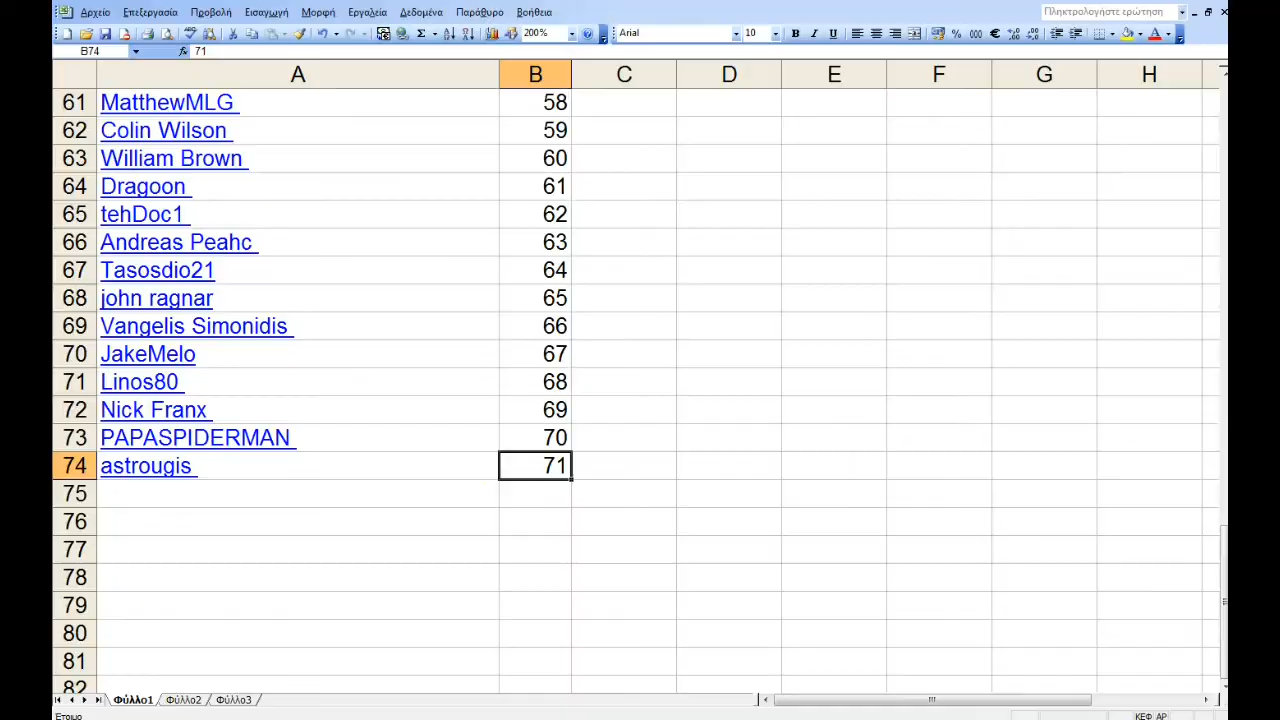 Αρχείο Επεξεργασία Προβολή Εισαγωγή Μορφή Εργαλεία Δεδομένα Παράθυρο Βοήθεια Πληκτρολογήστε ερώτηση
200% Arial 10 B I U % 000 €
B74 fx 71
A B C D E F G H
61 MatthewMLG 58
62 Colin Wilson 59
63 William Brown 60
64 Dragoon 61
65 tehDoc1 62
66 Andreas Peahc 63
67 Tasosdio21 64
68 john ragnar 65
69 Vangelis Simonidis 66
70 JakeMelo 67
71 Linos80 68
72 Nick Franx 69
73 PAPASPIDERMAN 70
74 astrougis 71
75
76
77
78
79
80
81
82
Φύλλο1 Φύλλο2 Φύλλο3
Έτοιμο ΚΕΦ ΑΡ